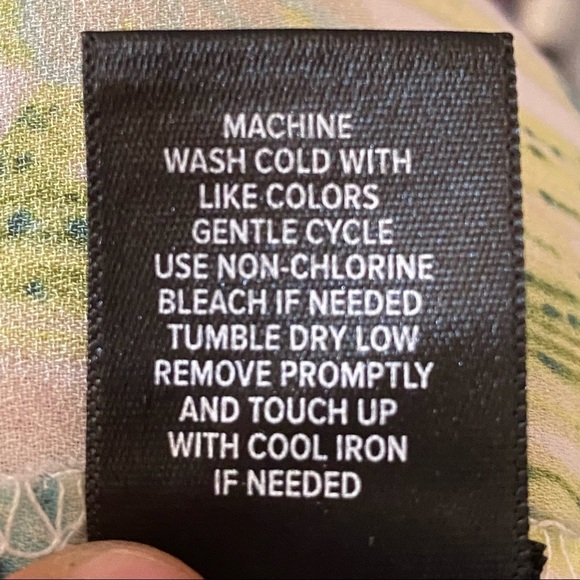 MACHINE
WASH COLD WITH
LIKE COLORS
GENTLE CYCLE
USE NON-CHLORINE
BLEACH IF NEEDED
TUMBLE DRY LOW
REMOVE PROMPTLY
AND TOUCH UP
WITH COOL IRON
IF NEEDED